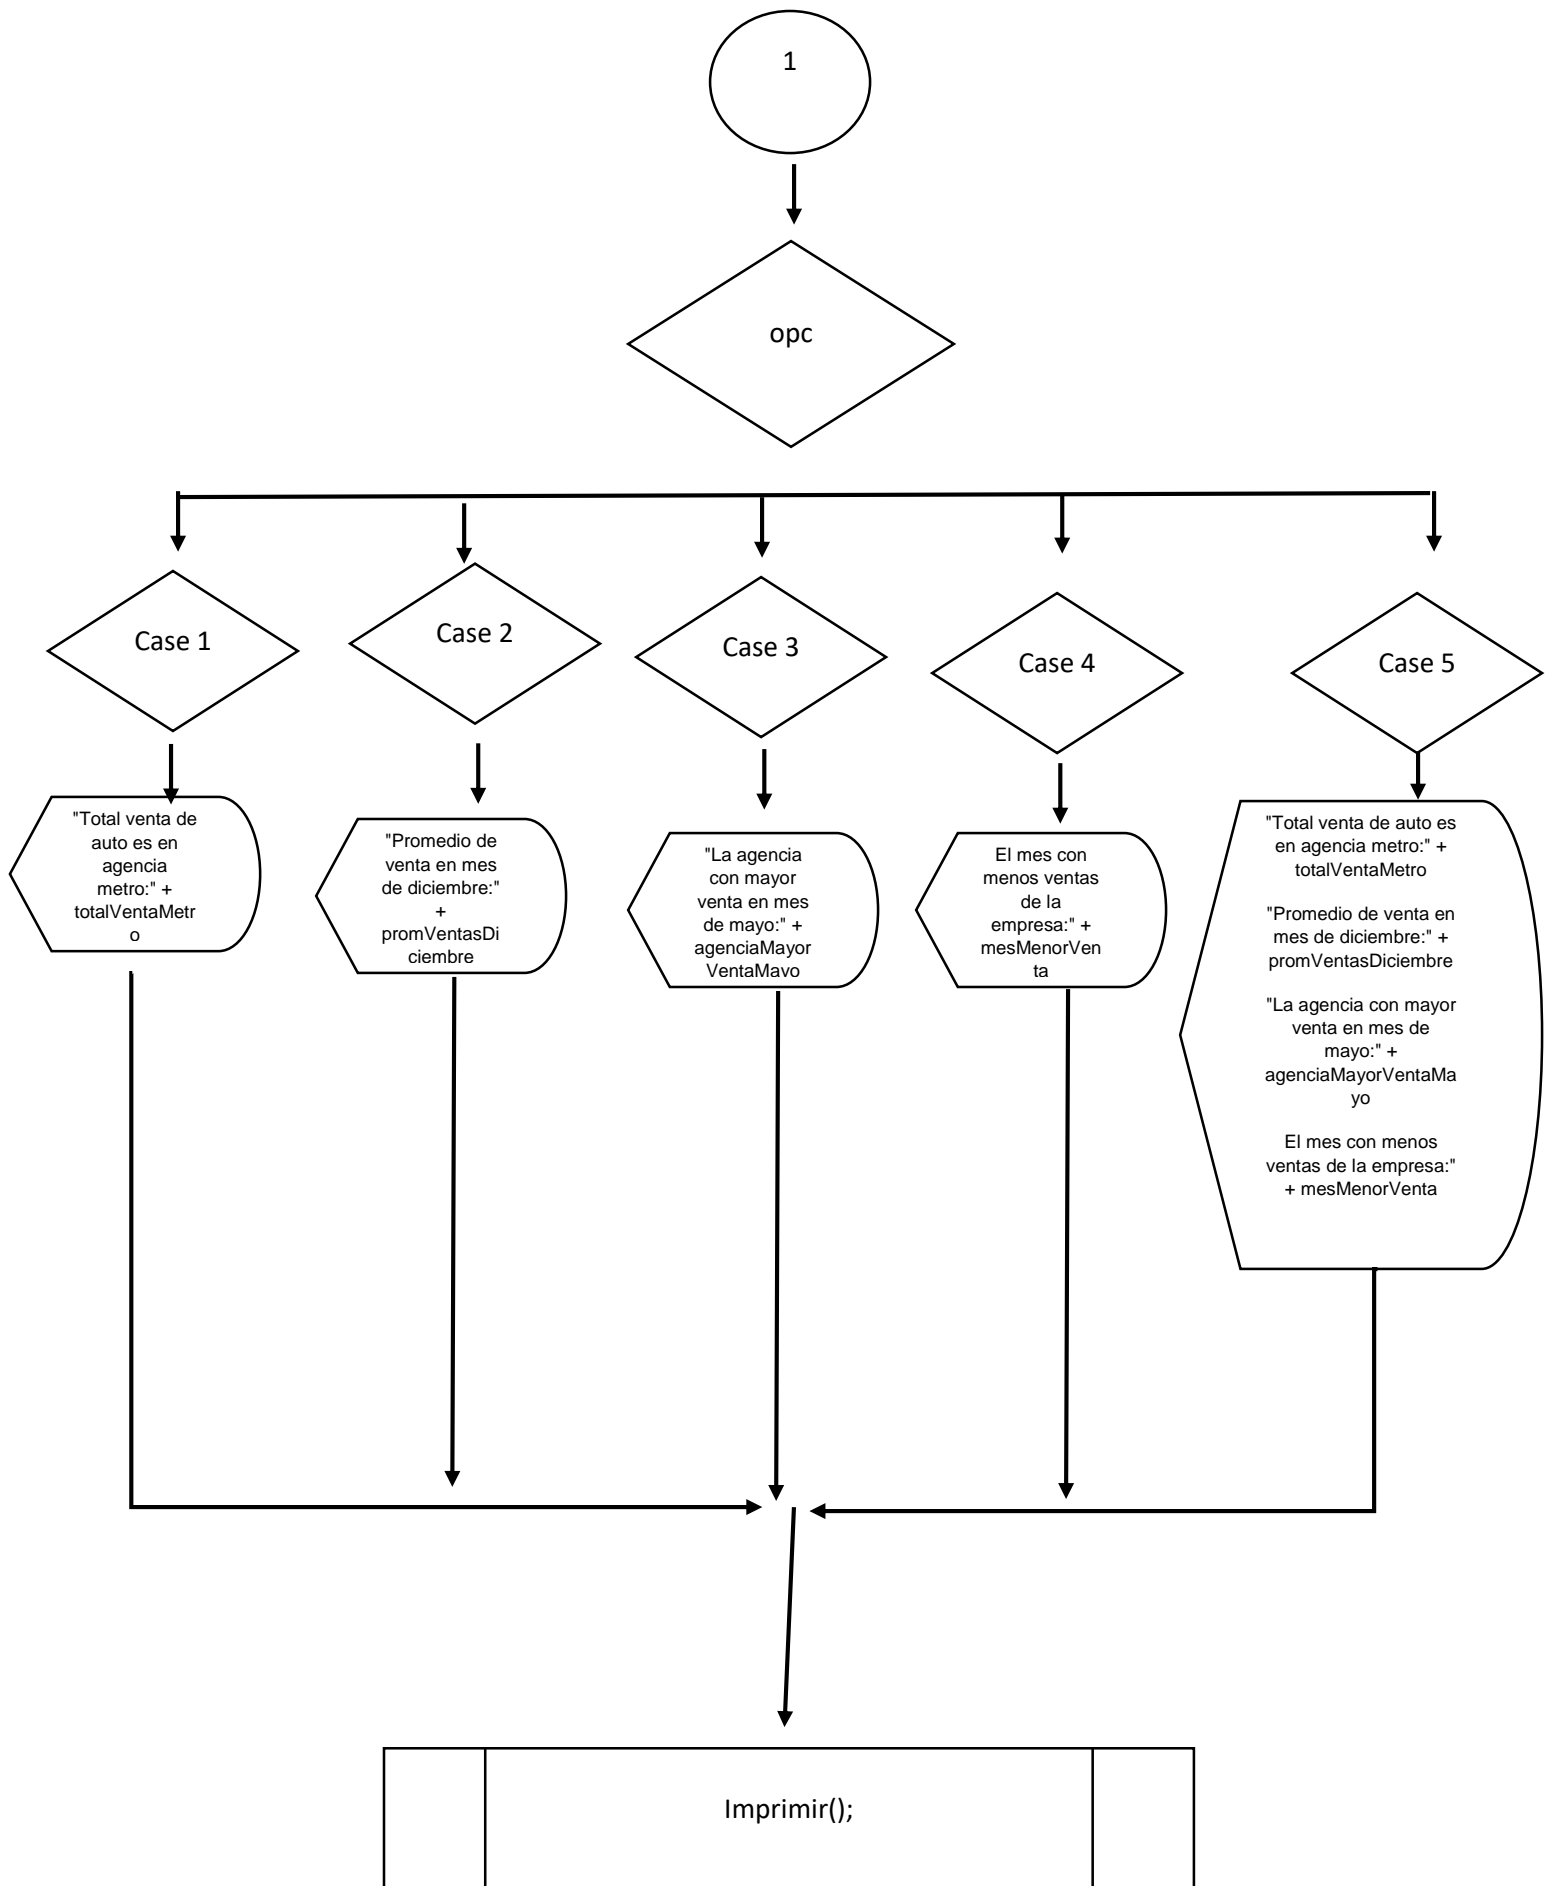 1
opc
Case 1
Case 2
Case 3
Case 4
Case 5
"Total venta de
auto es en
agencia
metro:" +
totalVentaMetr
o
"Promedio de
venta en mes
de diciembre:"
+
promVentasDi
ciembre
"La agencia
con mayor
venta en mes
de mayo:" +
agenciaMayor
VentaMayo
El mes con
menos ventas
de la
empresa:" +
mesMenorVen
ta
"Total venta de auto es
en agencia metro:" +
totalVentaMetro
"Promedio de venta en
mes de diciembre:" +
promVentasDiciembre
"La agencia con mayor
venta en mes de
mayo:" +
agenciaMayorVentaMa
yo
El mes con menos
ventas de la empresa:"
+ mesMenorVenta
Imprimir();